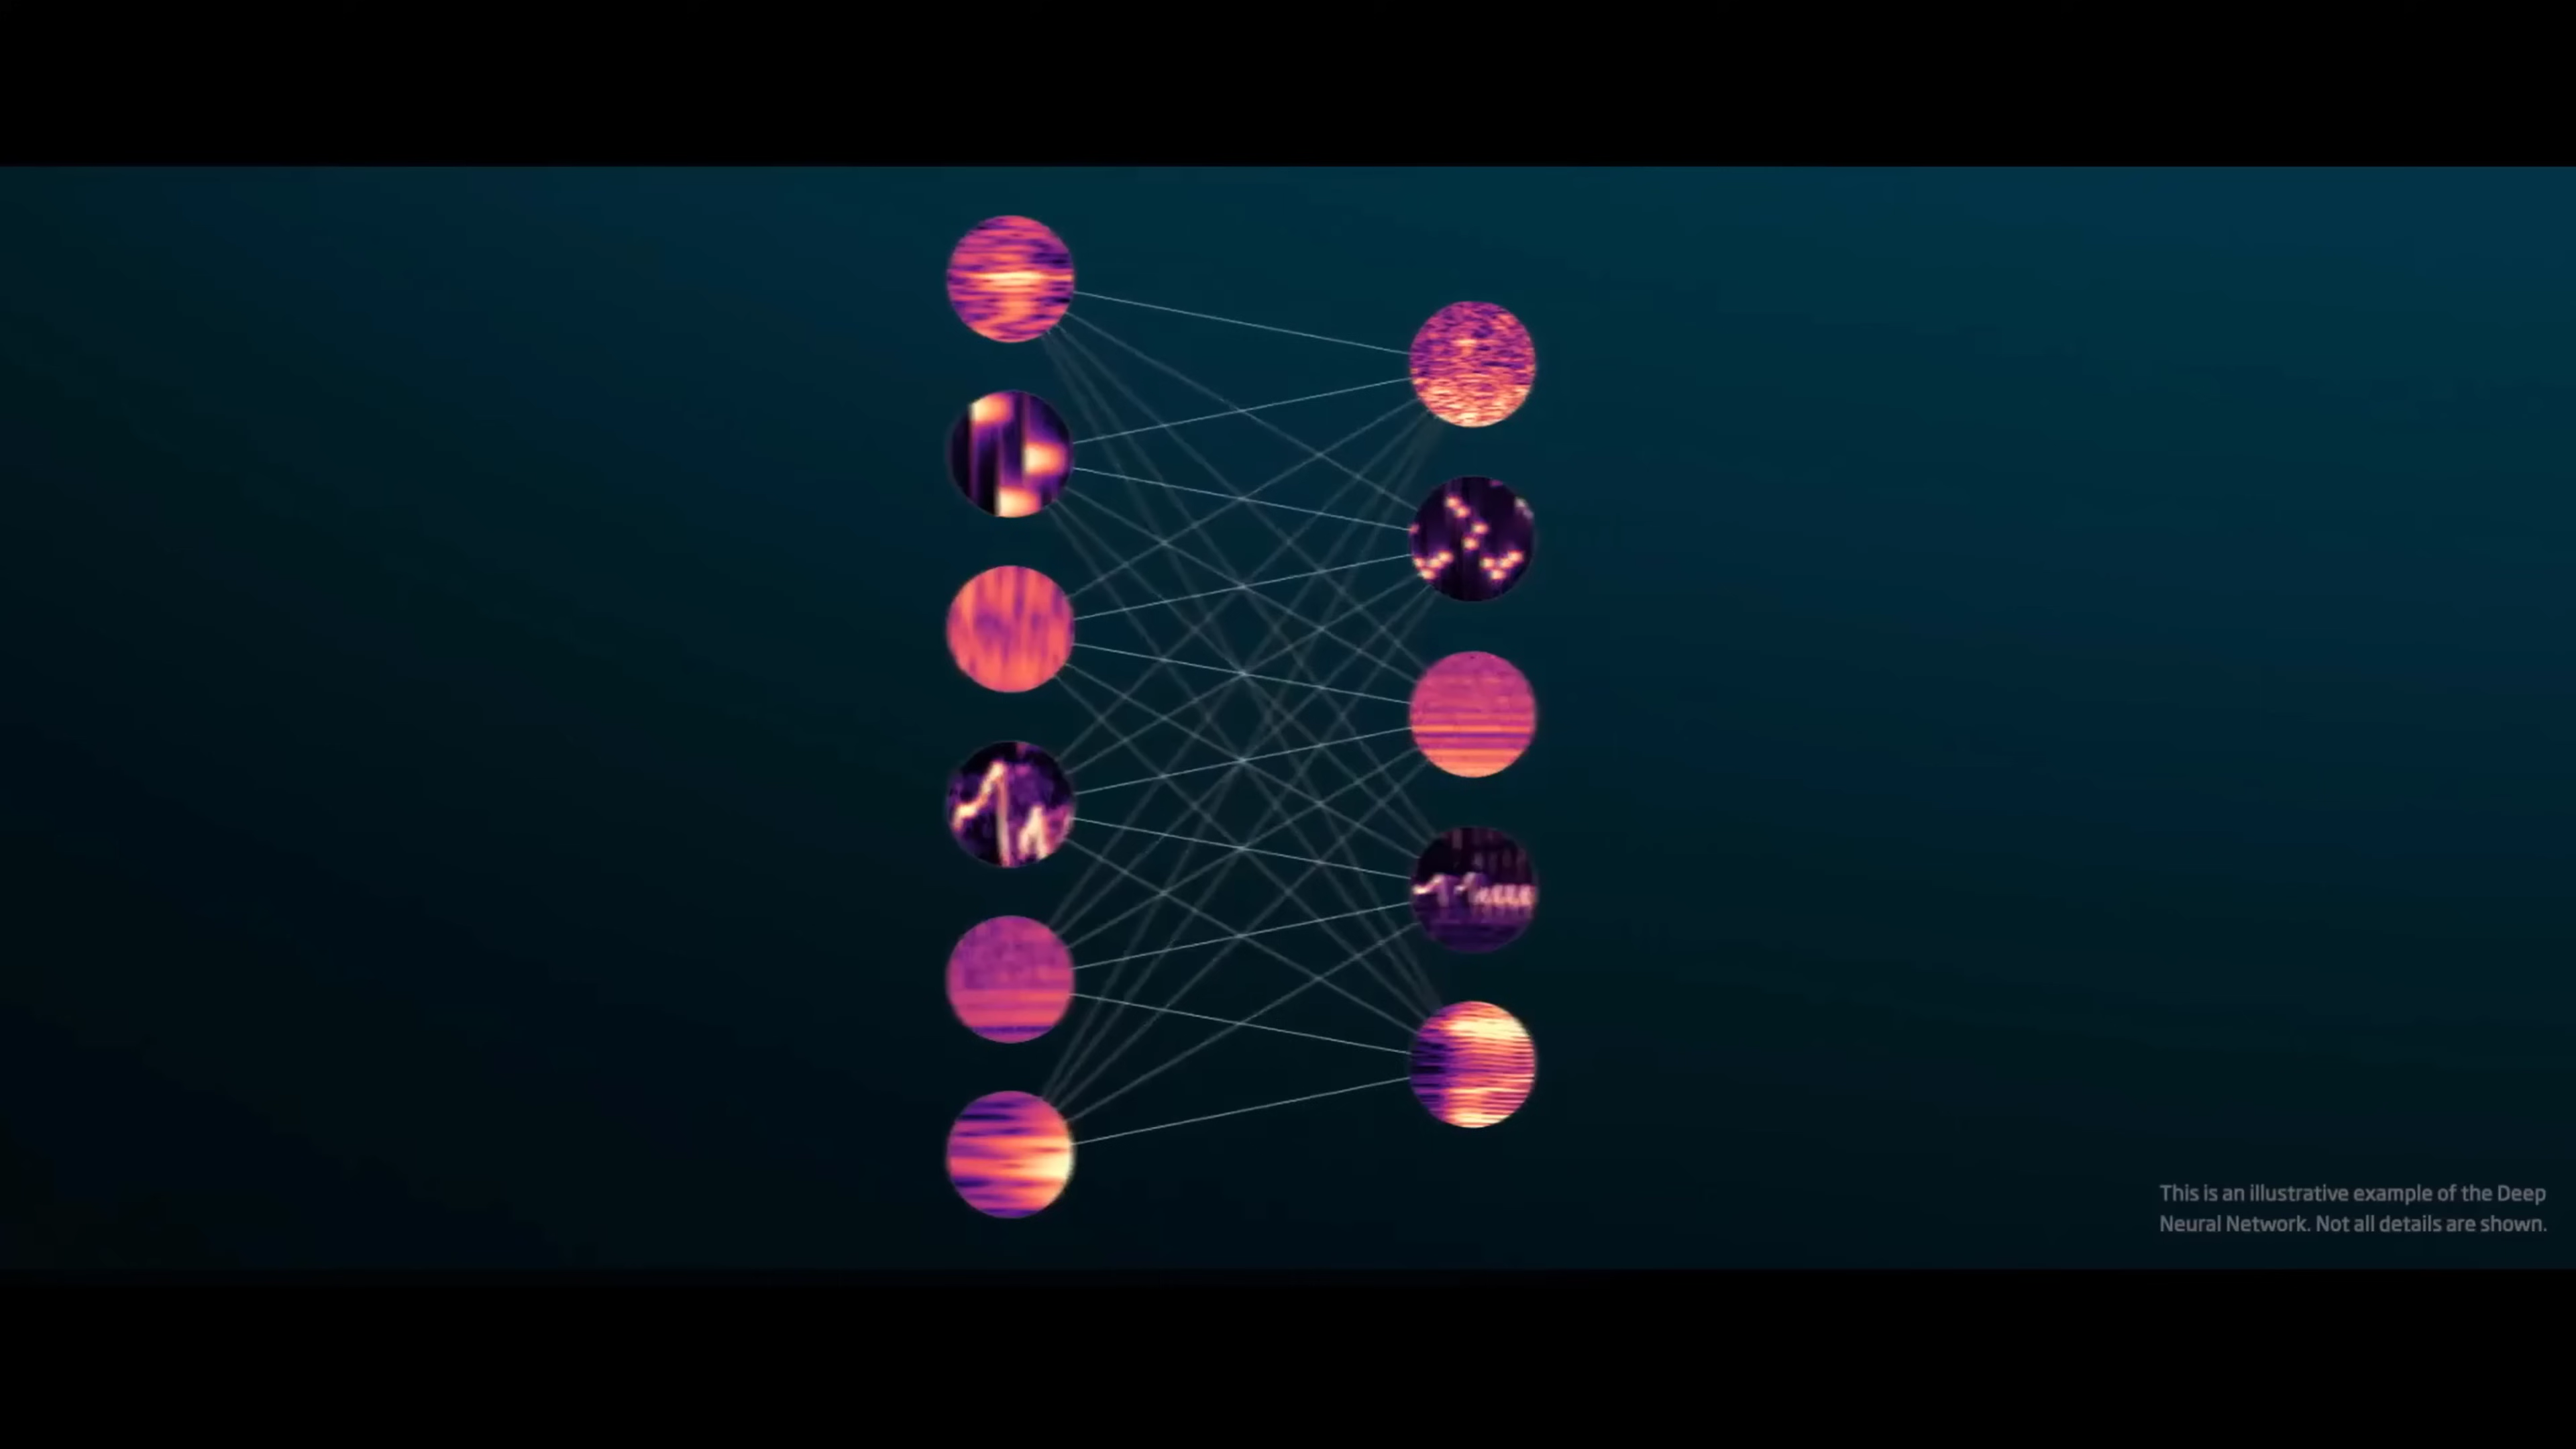 This is an illustrative example of the Deep
Neural Network. Not all details are shown.